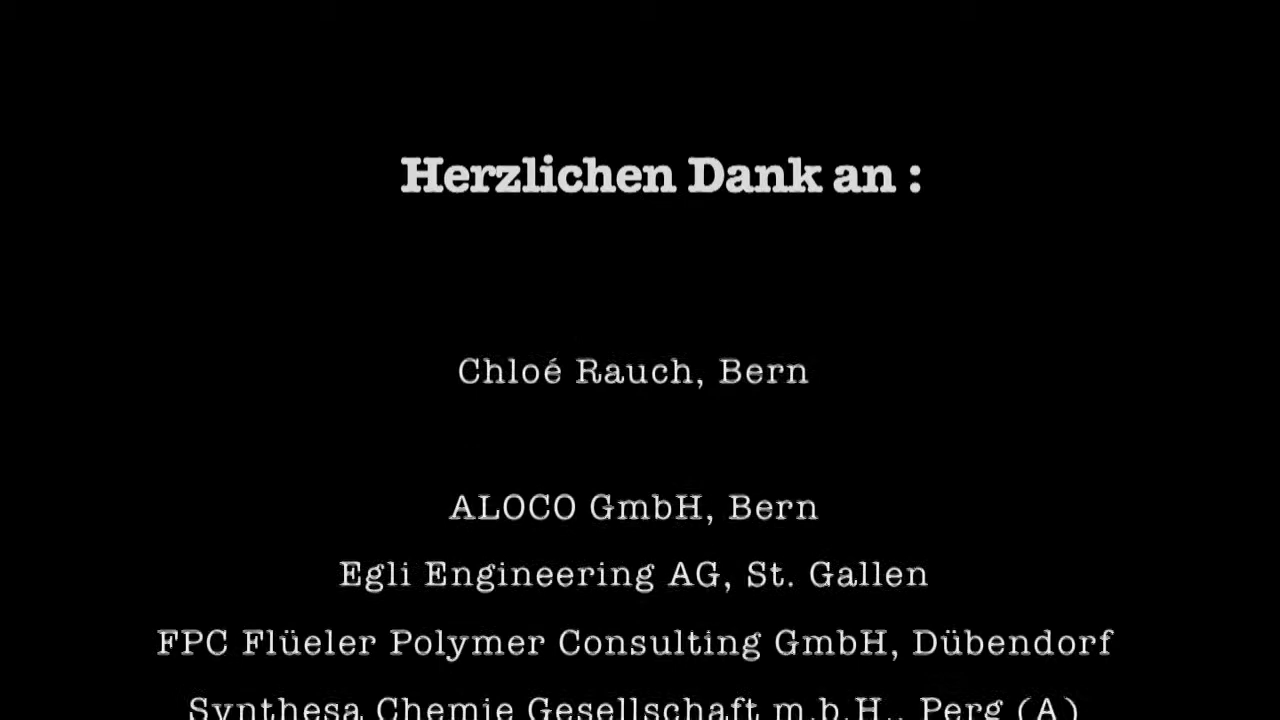 Herzlichen Dank an :
Chloé Rauch, Bern
ALOCO GmbH, Bern
Egli Engineering AG, St. Gallen
FPC Flüeler Polymer Consulting GmbH, Dübendorf
Synthesa Chemie Gesellschaft m.b.H., Perg (A)